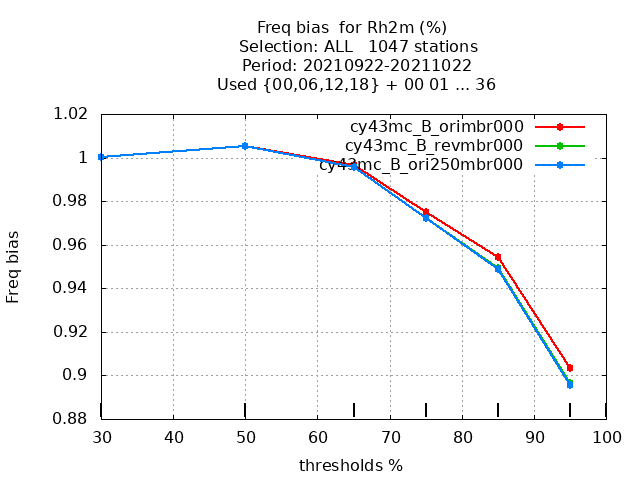 Freq bias  for Rh2m (%)
Selection: ALL   1047 stations
Period: 20210922-20211022
Used {00,06,12,18} + 00 01 ... 36
cy43mc_B_orimbr000
cy43mc_B_revmbr000
cy43mc_B_ori250mbr000
1.02
1
0.98
0.96
0.94
0.92
0.9
0.88
Freq bias
30 40 50 60 70 80 90 100
thresholds %